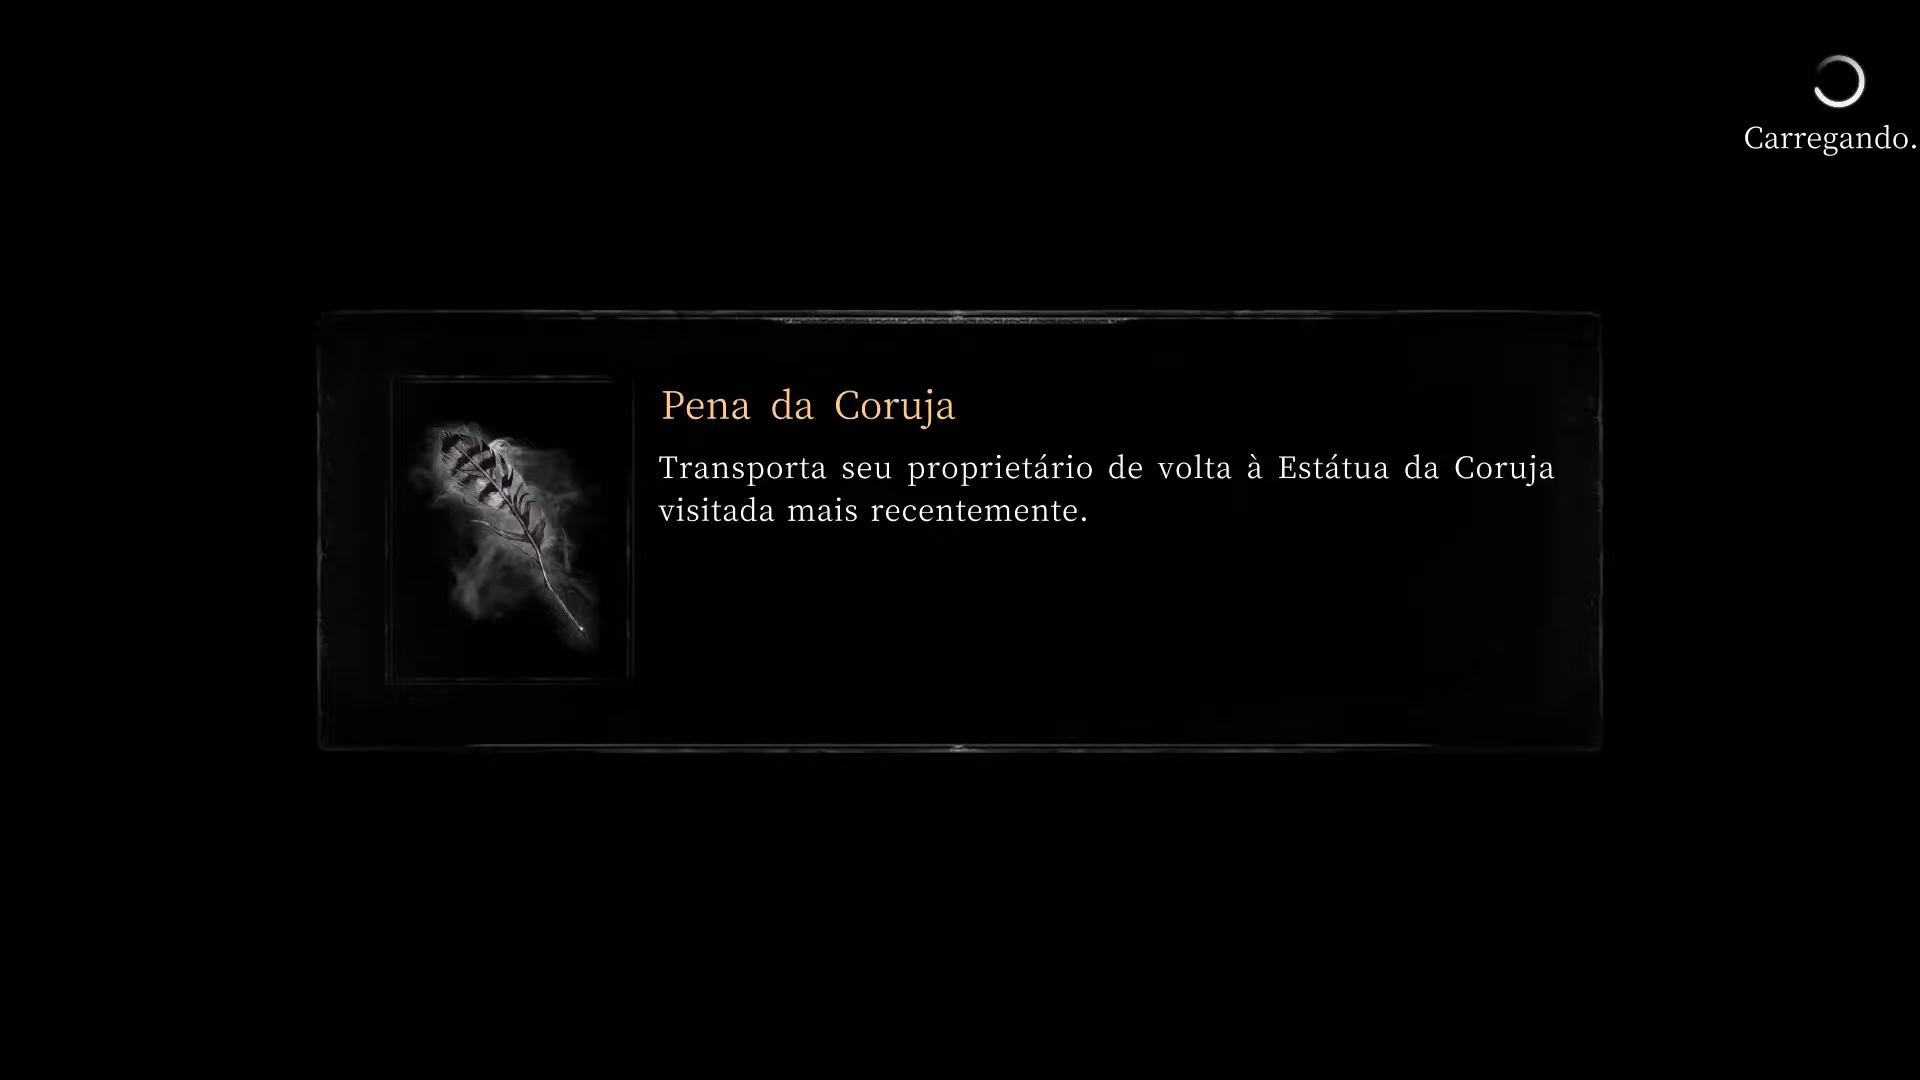 Carregando.
Pena da Coruja
Transporta seu proprietário de volta à Estátua da Coruja
visitada mais recentemente.